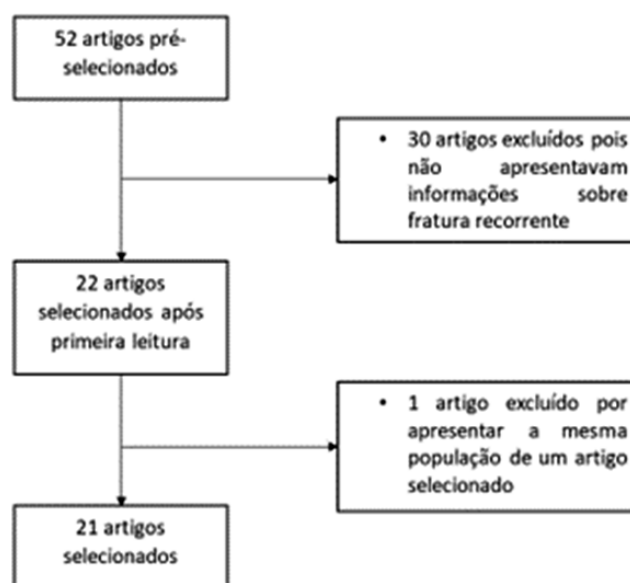 52 artigos pré-
selecionados
• 30 artigos excluídos pois
não apresentavam
informações sobre
fratura recorrente
22 artigos
selecionados após
primeira leitura
• 1 artigo excluído por
apresentar a mesma
população de um artigo
selecionado
21 artigos
selecionados